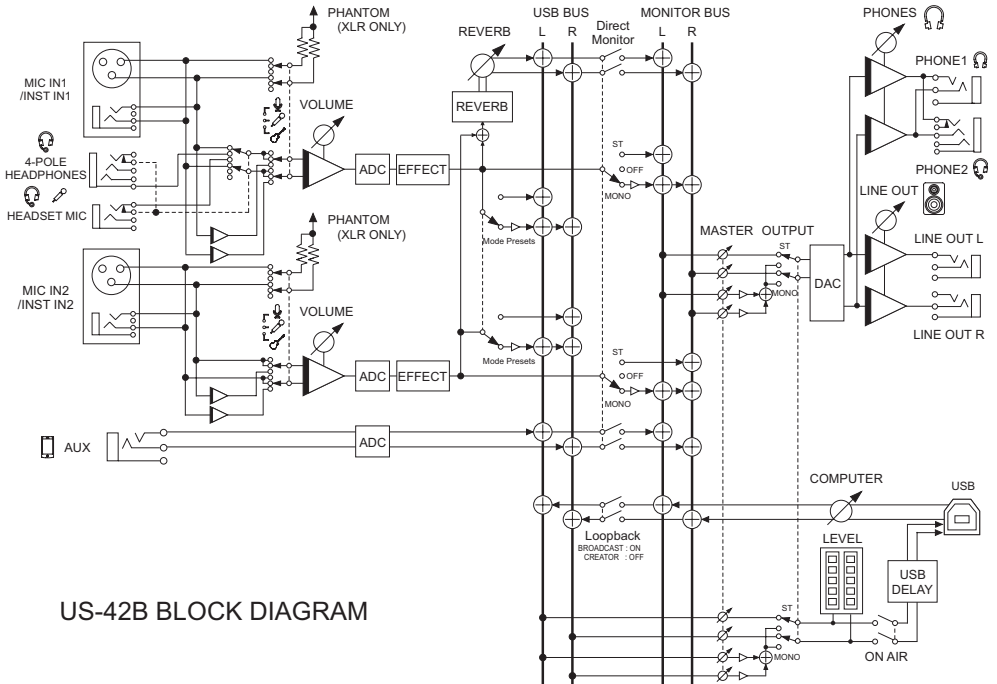 PHANTOM
(XLR ONLY)
REVERB
USB BUS
L R
Direct
Monitor
MONITOR BUS
L R
PHONES
PHONE1
MIC IN1
/INST IN1
VOLUME
REVERB
4-POLE
HEADPHONES
HEADSET MIC
ADC
EFFECT
ST
OFF
MONO
PHONE2
LINE OUT
PHANTOM
(XLR ONLY)
Mode Presets
MASTER OUTPUT
ST
MONO
DAC
LINE OUT L
LINE OUT R
MIC IN2
/INST IN2
VOLUME
Mode Presets
ADC
EFFECT
ST
OFF
MONO
AUX
ADC
COMPUTER
USB
Loopback
BROADCAST : ON
CREATOR : OFF
LEVEL
USB
DELAY
US-42B BLOCK DIAGRAM
ST
MONO
ON AIR